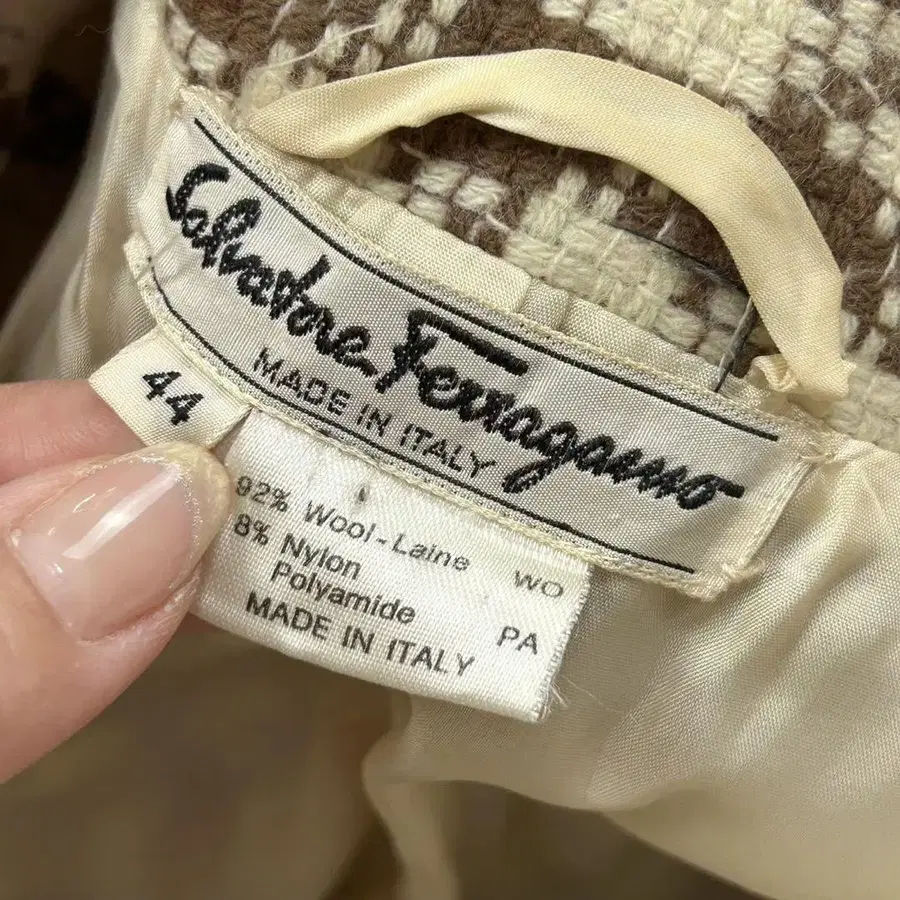 Salvatore Ferragamo
MADE IN ITALY
44
92% Wool-Laine WO
8% Nylon
Polyamide PA
MADE IN ITALY